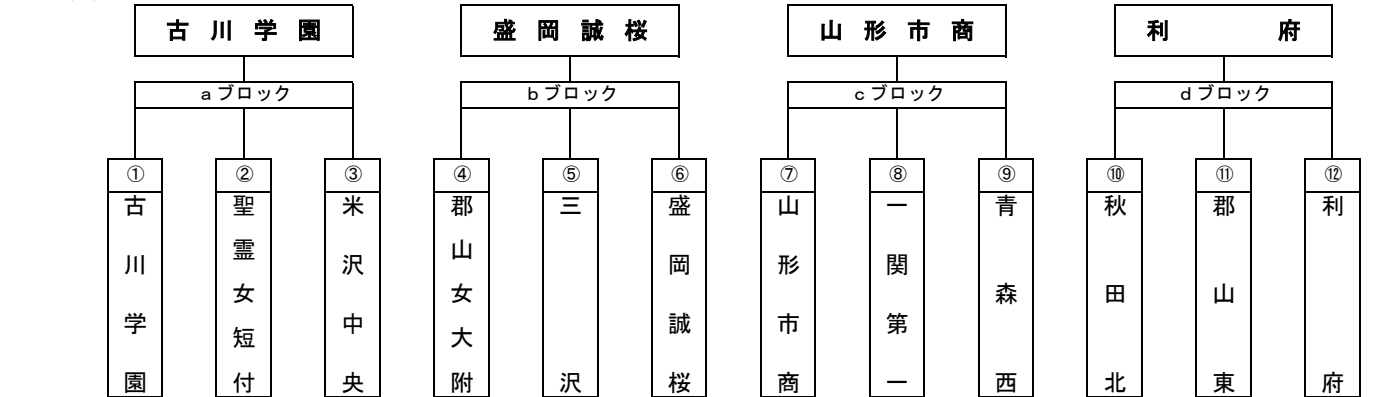 古川学園
盛岡誠桜
山形市商
利府
aブロック
bブロック
cブロック
dブロック
①
②
③
④
⑤
⑥
⑦
⑧
⑨
⑩
⑪
⑫
古川学園
聖霊女短付
米沢中央
郡山女大附
三沢
盛岡誠桜
山形市商
一関第一
青森西
秋田北
郡山東
利府